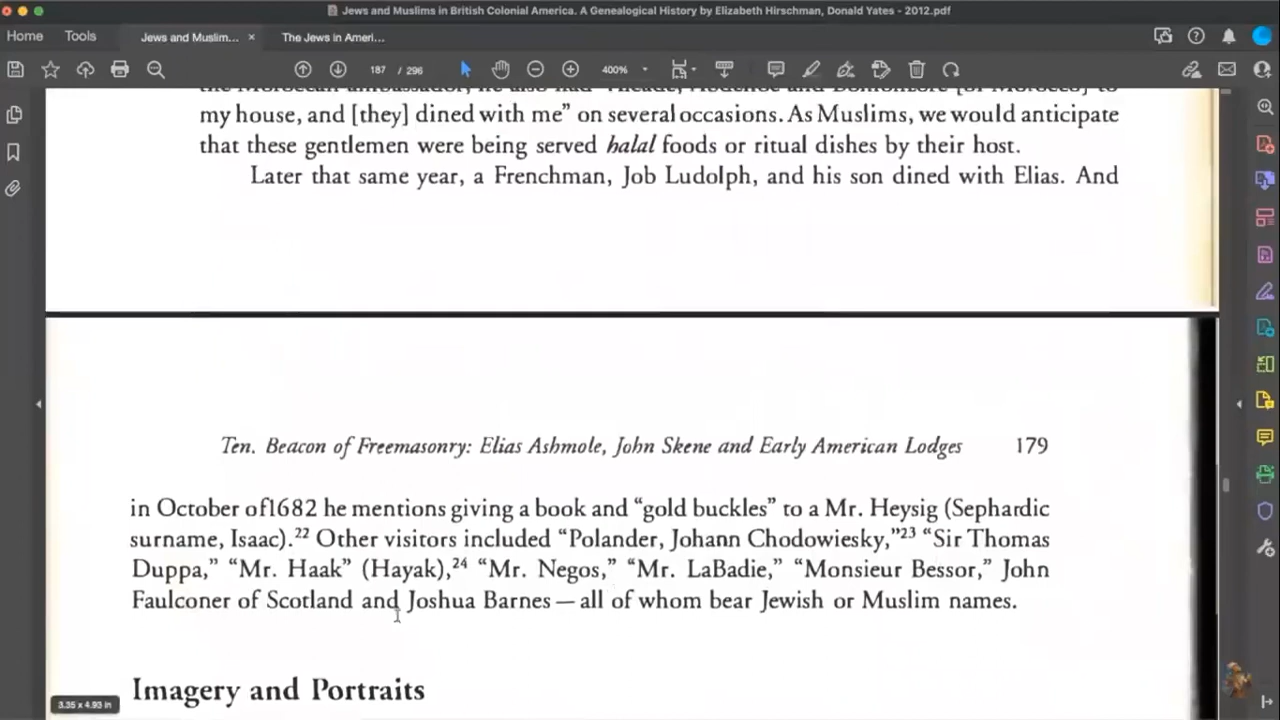 Jews and Muslims in British Colonial America. A Genealogical History by Elizabeth Hirschman, Donald Yates - 2012.pdf
Home Tools Jews and Muslim... × The Jews in Ameri...
187 / 296 400%
my house, and [they] dined with me” on several occasions. As Muslims, we would anticipate
that these gentlemen were being served halal foods or ritual dishes by their host.
Later that same year, a Frenchman, Job Ludolph, and his son dined with Elias. And
Ten. Beacon of Freemasonry: Elias Ashmole, John Skene and Early American Lodges 179
in October of1682 he mentions giving a book and “gold buckles” to a Mr. Heysig (Sephardic
surname, Isaac).22 Other visitors included “Polander, Johann Chodowiesky,”23 “Sir Thomas
Duppa,” “Mr. Haak” (Hayak),24 “Mr. Negos,” “Mr. LaBadie,” “Monsieur Bessor,” John
Faulconer of Scotland and Joshua Barnes — all of whom bear Jewish or Muslim names.
Imagery and Portraits
3.35 x 4.93 in